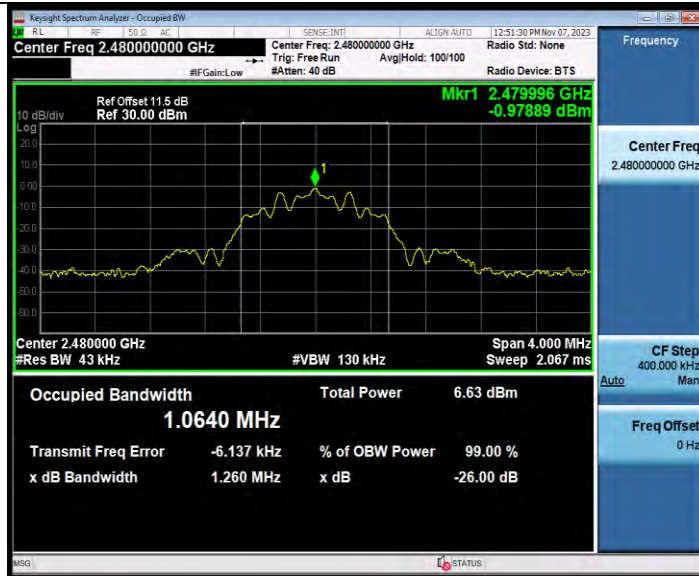 Keysight Spectrum Analyzer - Occupied BW
RL RF 50 Ω AC SENSE:INT ALIGN AUTO 12:51:30 PM Nov 07, 2023
Center Freq 2.480000000 GHz
Center Freq: 2.480000000 GHz
Radio Std: None
Trig: Free Run
Avg|Hold: 100/100
#IFGain:Low
#Atten: 40 dB
Radio Device: BTS
Ref Offset 11.5 dB
Ref 30.00 dBm
Mkr1 2.479996 GHz
-0.97889 dBm
10 dB/div
Log
20.0
10.0
0.00
-10.0
-20.0
-30.0
-40.0
-50.0
-60.0
1
Center 2.480000 GHz
Span 4.000 MHz
#Res BW 43 kHz
#VBW 130 kHz
Sweep 2.067 ms
Occupied Bandwidth
1.0640 MHz
Total Power 6.63 dBm
Transmit Freq Error -6.137 kHz
% of OBW Power 99.00 %
x dB Bandwidth 1.260 MHz
x dB -26.00 dB
Frequency
Center Freq
2.480000000 GHz
CF Step
400.000 kHz
Auto Man
Freq Offset
0 Hz
MSG
STATUS